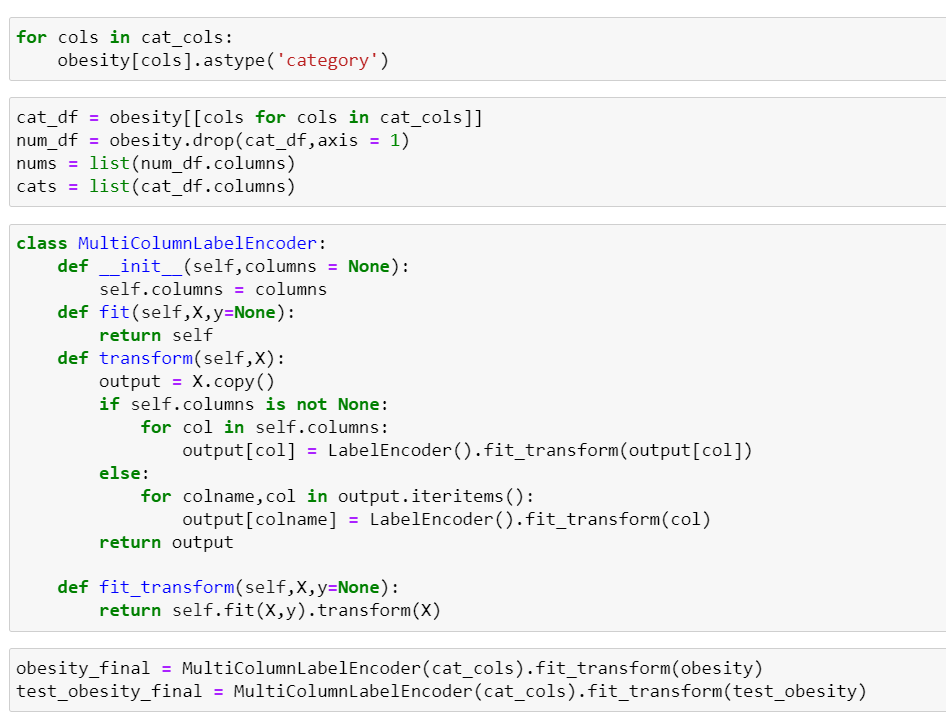 for cols in cat_cols:
    obesity[cols].astype('category')
cat_df = obesity[[cols for cols in cat_cols]]
num_df = obesity.drop(cat_df,axis = 1)
nums = list(num_df.columns)
cats = list(cat_df.columns)
class MultiColumnLabelEncoder:
    def __init__(self,columns = None):
        self.columns = columns
    def fit(self,X,y=None):
        return self
    def transform(self,X):
        output = X.copy()
        if self.columns is not None:
            for col in self.columns:
                output[col] = LabelEncoder().fit_transform(output[col])
        else:
            for colname,col in output.iteritems():
                output[colname] = LabelEncoder().fit_transform(col)
        return output
    def fit_transform(self,X,y=None):
        return self.fit(X,y).transform(X)
obesity_final = MultiColumnLabelEncoder(cat_cols).fit_transform(obesity)
test_obesity_final = MultiColumnLabelEncoder(cat_cols).fit_transform(test_obesity)